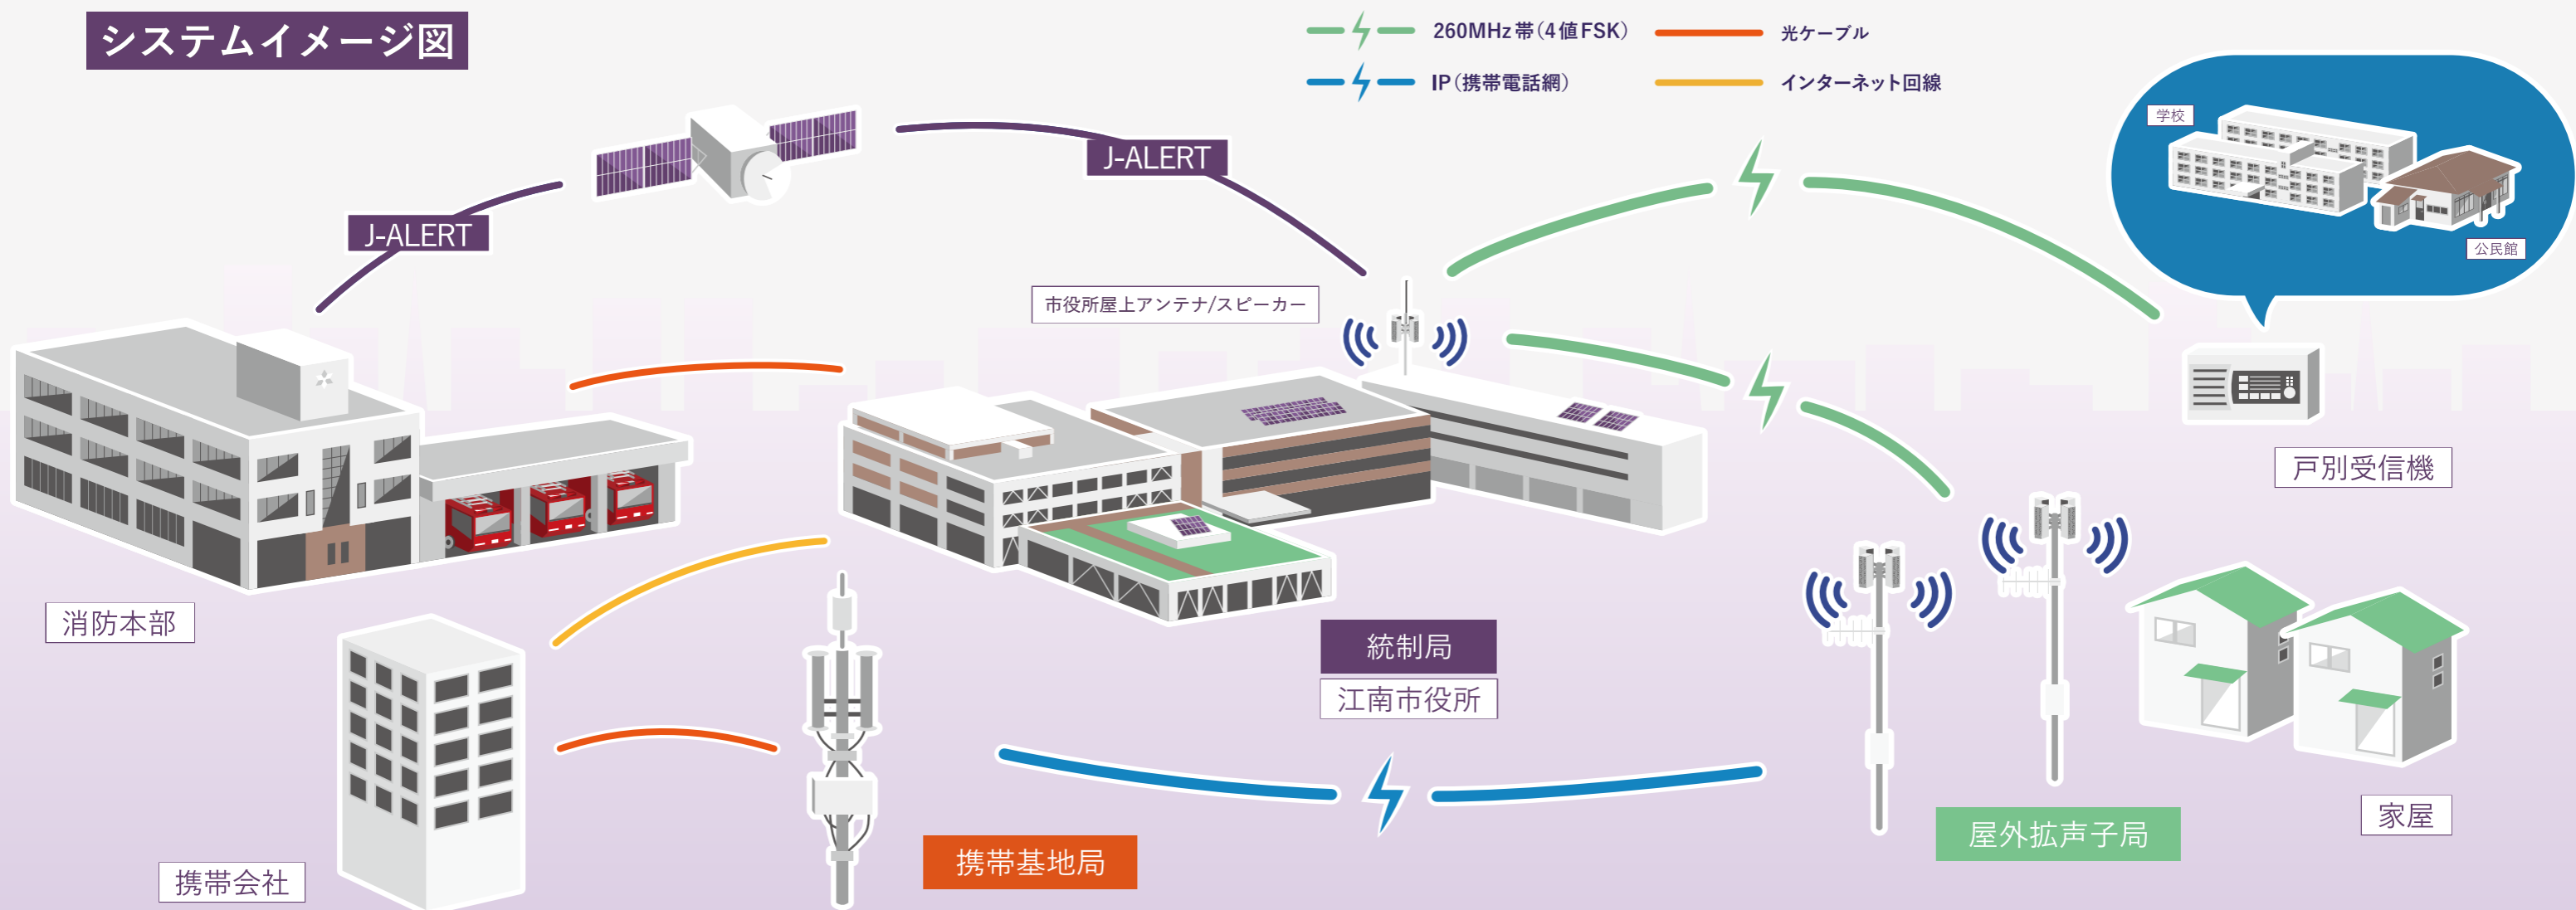 システムイメージ図
260MHz帯(4値FSK)
光ケーブル
IP(携帯電話網)
インターネット回線
学校
公民館
J-ALERT
J-ALERT
市役所屋上アンテナ/スピーカー
戸別受信機
消防本部
統制局
江南市役所
家屋
屋外拡声子局
携帯基地局
携帯会社